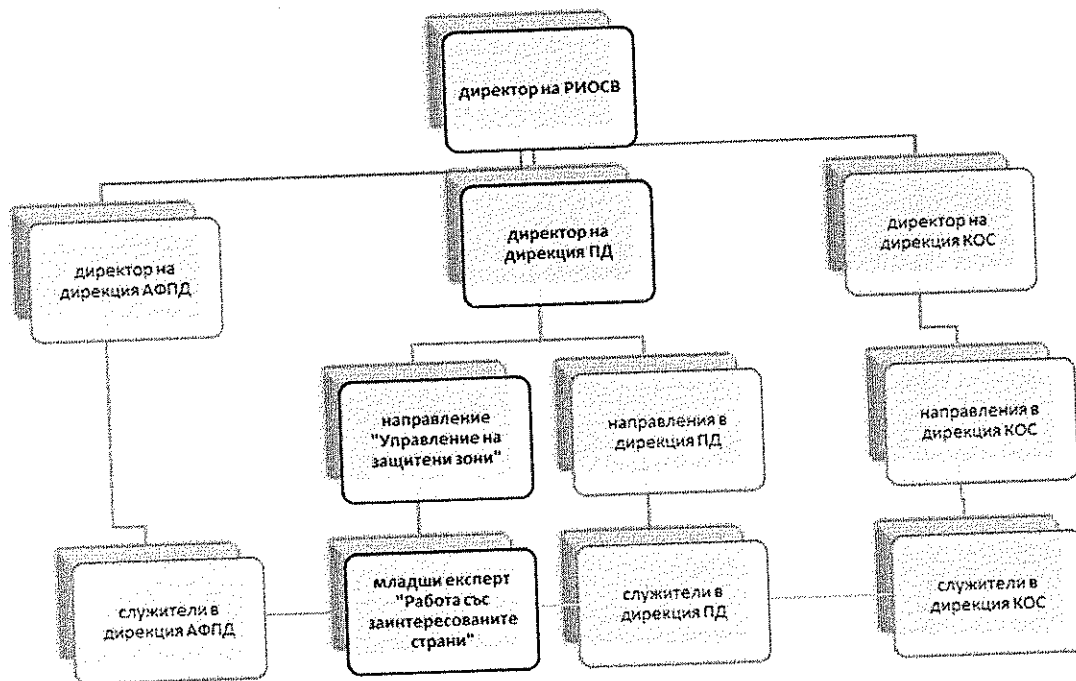 директор на РИОСВ
директор на
дирекция АФПД
директор на
дирекция ПД
директор на
дирекция КОС
направление
"Управление на
защитени зони"
направления в
дирекция ПД
направления в
дирекция КОС
служители в
дирекция АФПД
младши експерт
"Работа със
заинтересованите
страни"
служители в
дирекция ПД
служители в
дирекция КОС